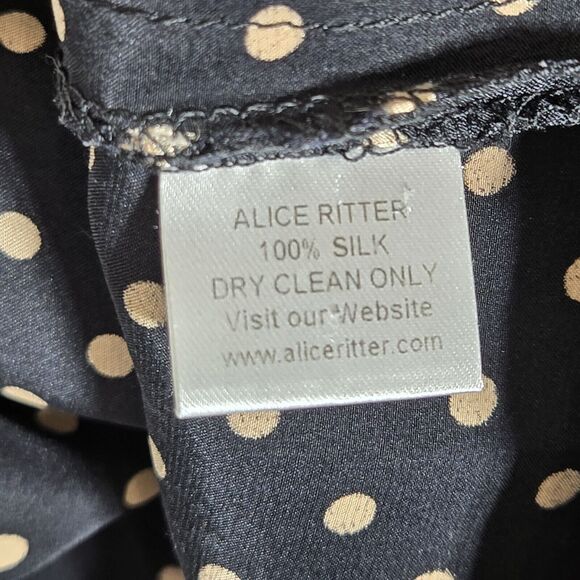 ALICE RITTER
100% SILK
DRY CLEAN ONLY
Visit our Website
www.aliceritter.com